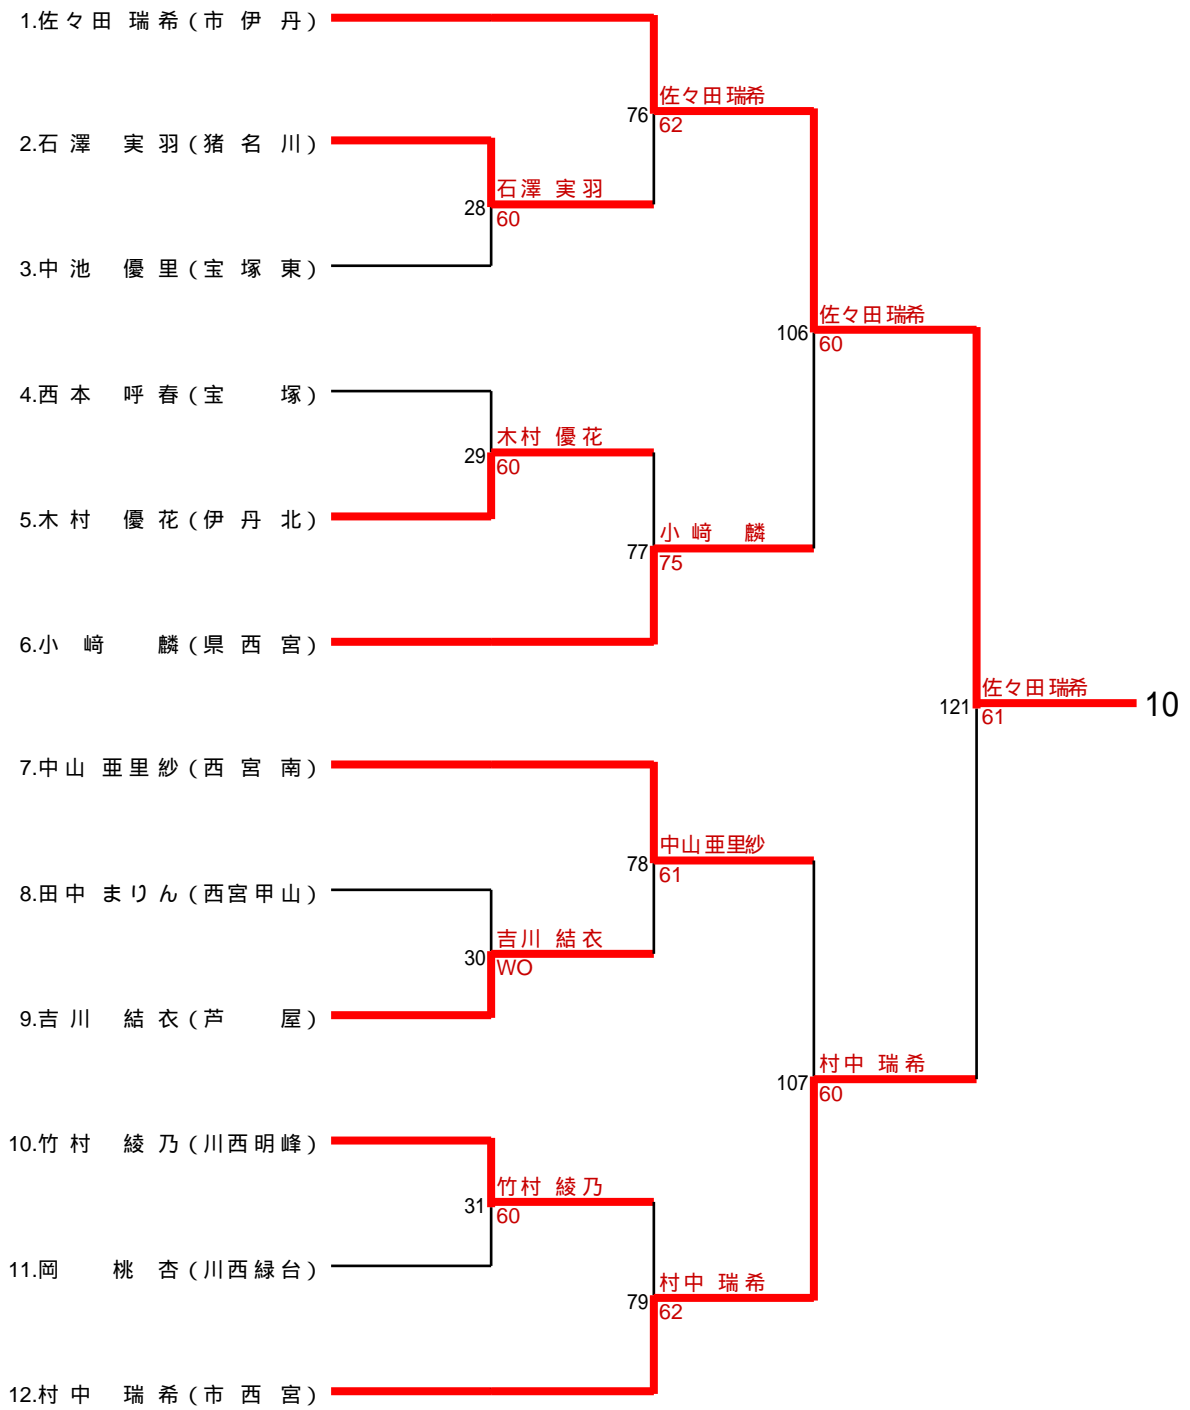 1.佐々田 瑞希(市伊丹)
佐々田瑞希
76
62
2.石澤 実羽(猪名川)
石澤 実羽
28
60
3.中池 優里(宝塚東)
佐々田瑞希
106
60
4.西本 呼春(宝 塚)
木村 優花
29
60
5.木村 優花(伊丹北)
小﨑 麟
77
75
6.小﨑 麟(県西宮)
佐々田瑞希
121
61
10
7.中山 亜里紗(西宮南)
中山亜里紗
78
61
8.田中 まりん(西宮甲山)
吉川 結衣
30
WO
9.吉川 結衣(芦 屋)
村中 瑞希
107
60
10.竹村 綾乃(川西明峰)
竹村 綾乃
31
60
11.岡 桃杏(川西緑台)
村中 瑞希
79
62
12.村中 瑞希(市西宮)